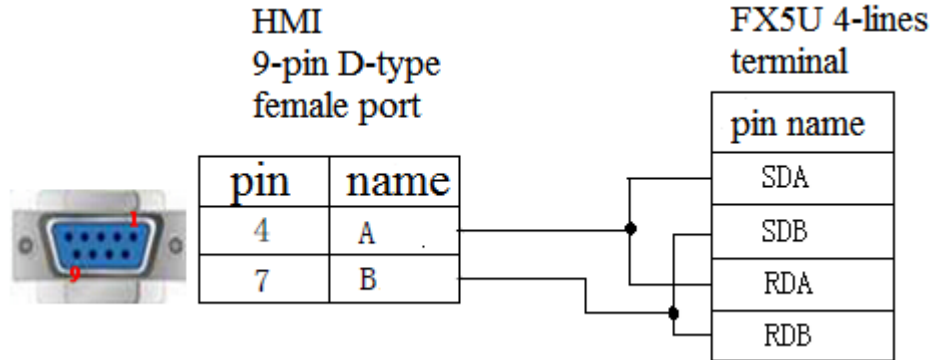 HMI
9-pin D-type
female port
FX5U 4-lines
terminal
pin name
pin name
4 A
7 B
SDA
SDB
RDA
RDB
1
9